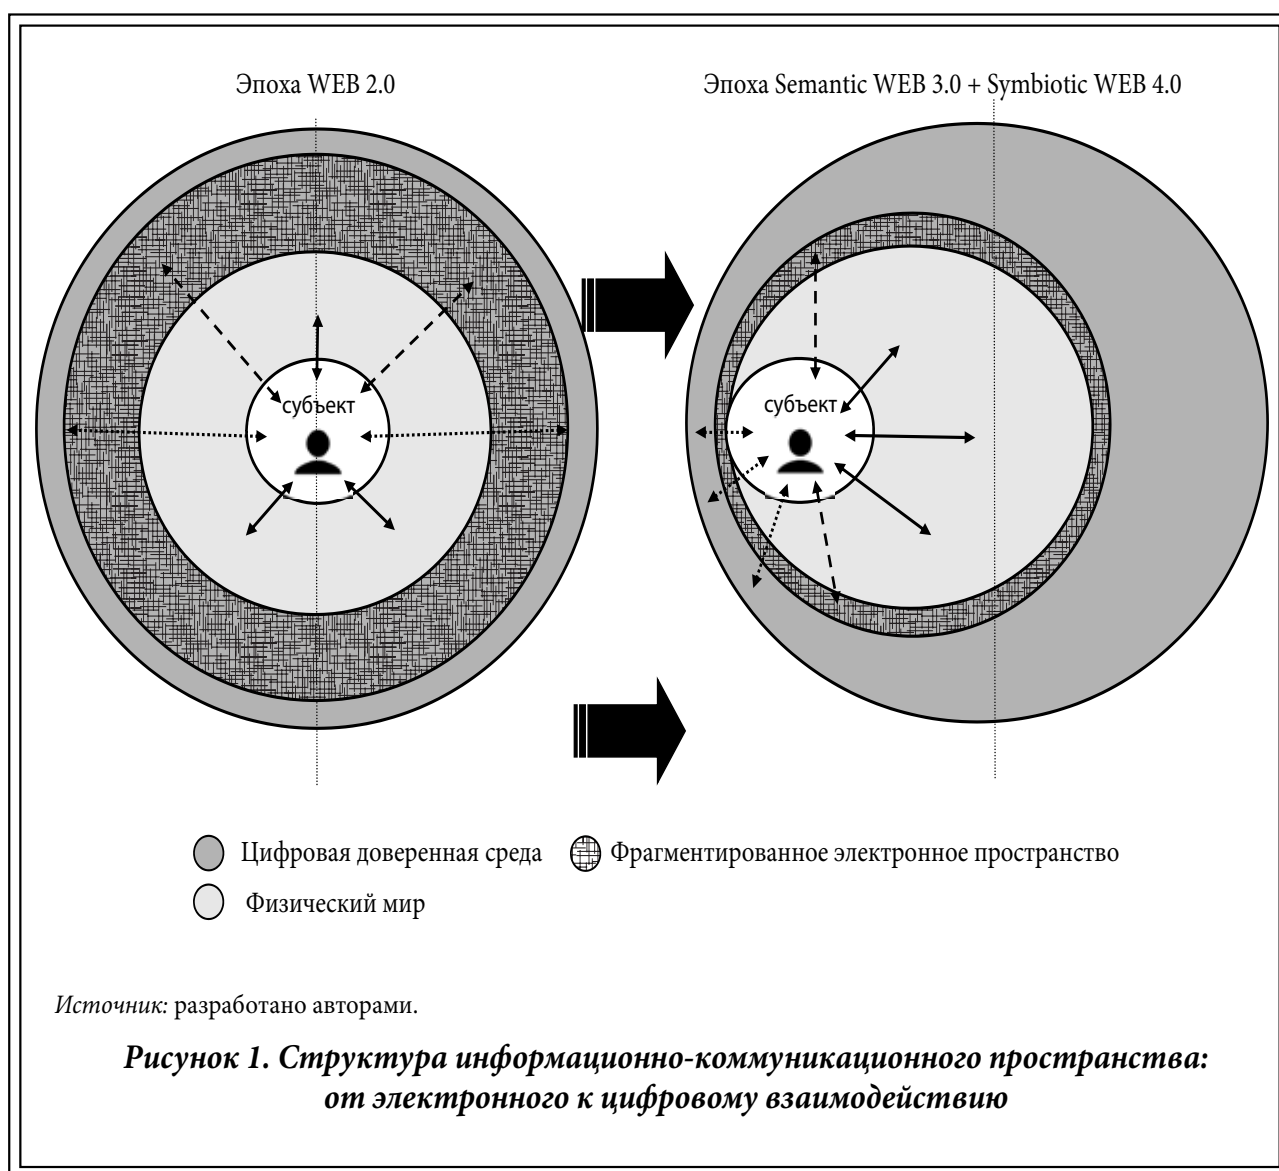 Эпоха WEB 2.0
Эпоха Semantic WEB 3.0 + Symbiotic WEB 4.0
субъект
субъект
Цифровая доверенная среда
Фрагментированное электронное пространство
Физический мир
Источник: разработано авторами.
Рисунок 1. Структура информационно-коммуникационного пространства:
от электронного к цифровому взаимодействию